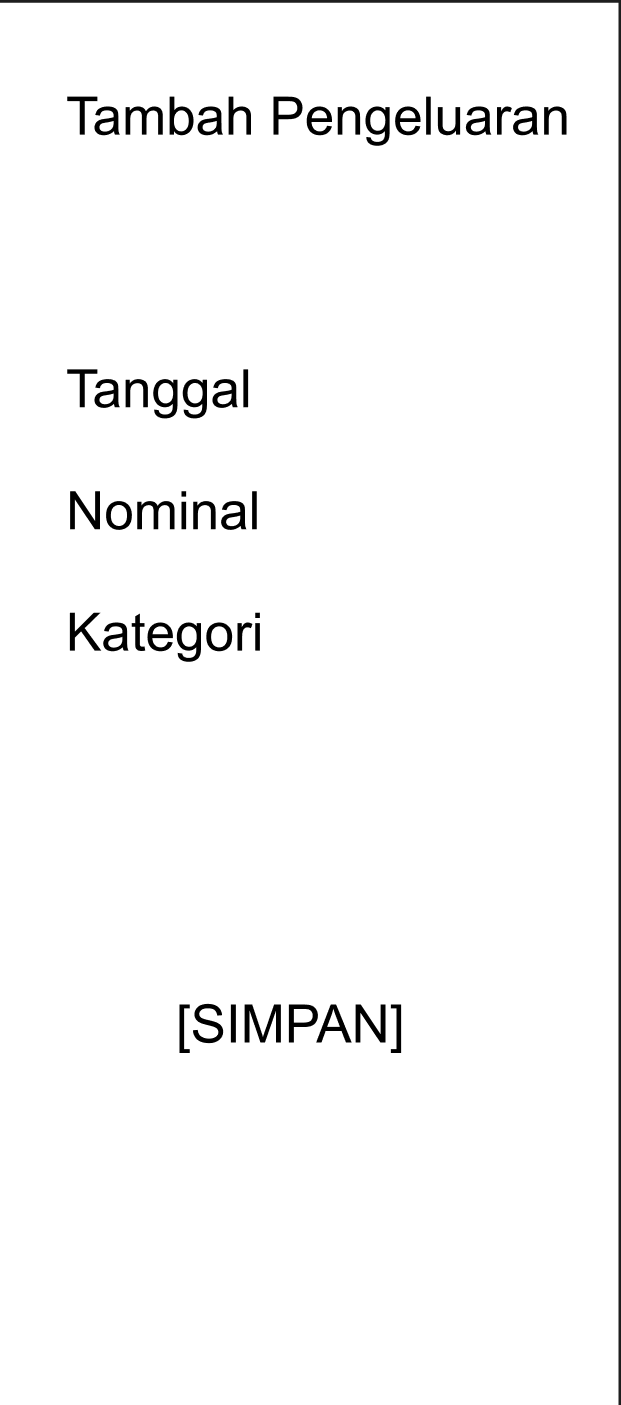 Tambah Pengeluaran
Tanggal
Nominal
Kategori
[SIMPAN]